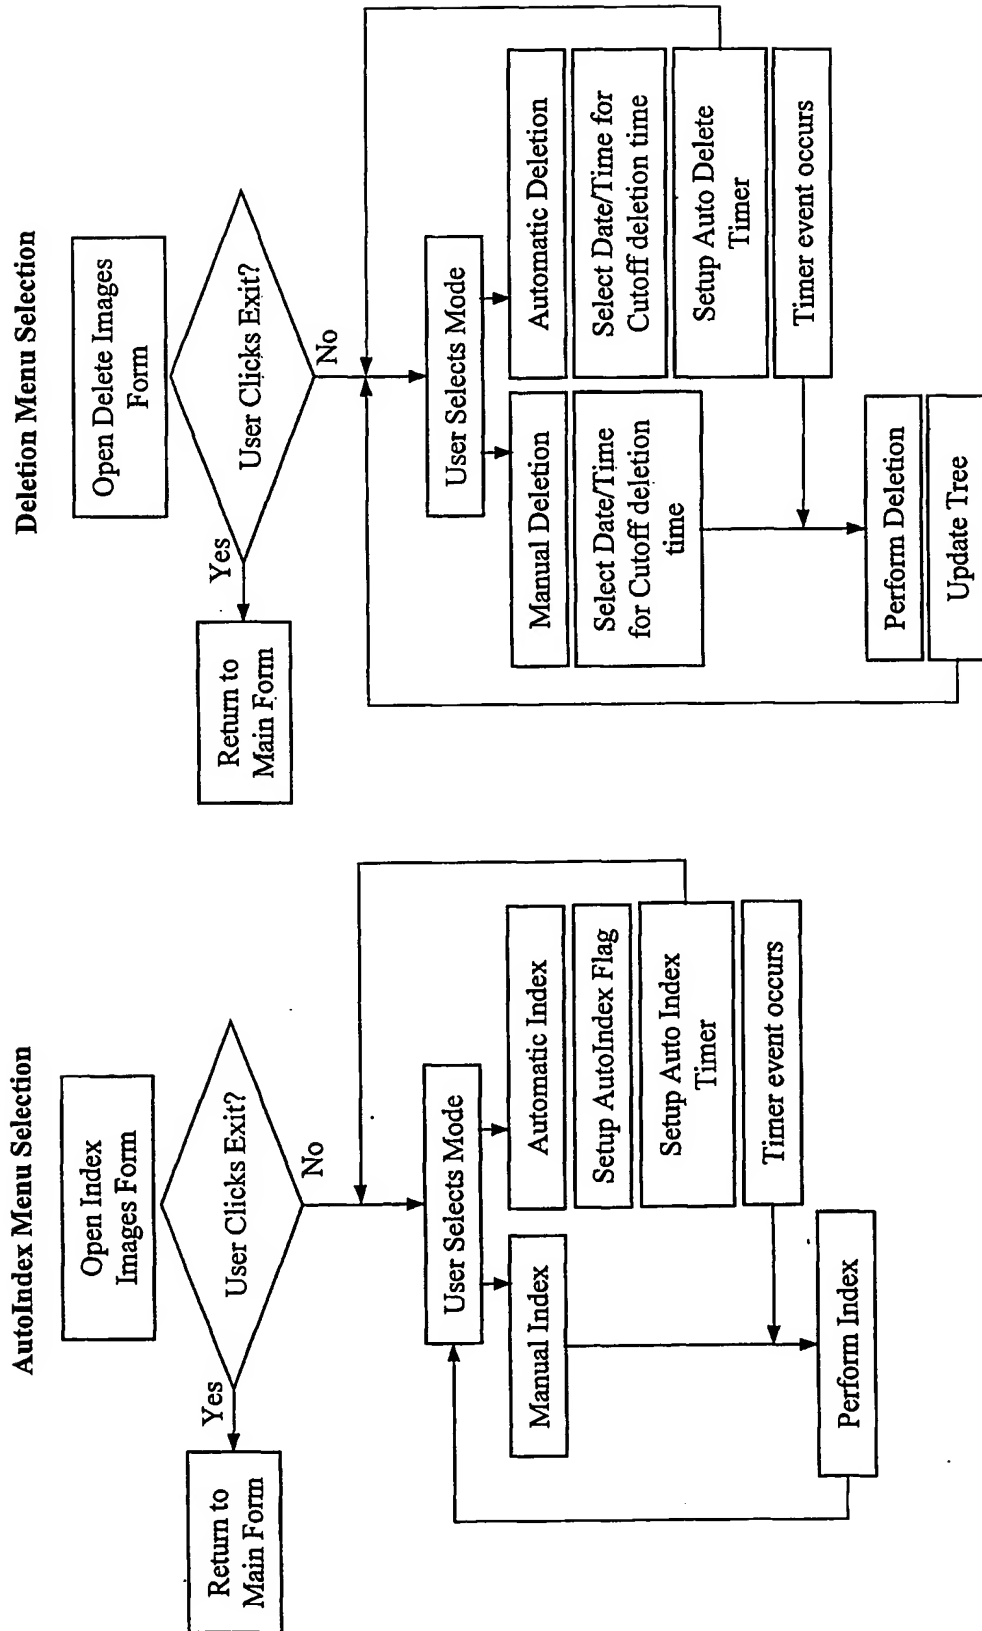 AutoIndex Menu Selection
Open Index
Images Form
User Clicks Exit?
Yes
No
Return to
Main Form
User Selects Mode
Manual Index
Automatic Index
Setup AutoIndex Flag
Setup Auto Index
Timer
Timer event occurs
Perform Index
Deletion Menu Selection
Open Delete Images
Form
User Clicks Exit?
Yes
No
Return to
Main Form
User Selects Mode
Manual Deletion
Select Date/Time
for Cutoff deletion
time
Automatic Deletion
Select Date/Time for
Cutoff deletion time
Setup Auto Delete
Timer
Timer event occurs
Perform Deletion
Update Tree